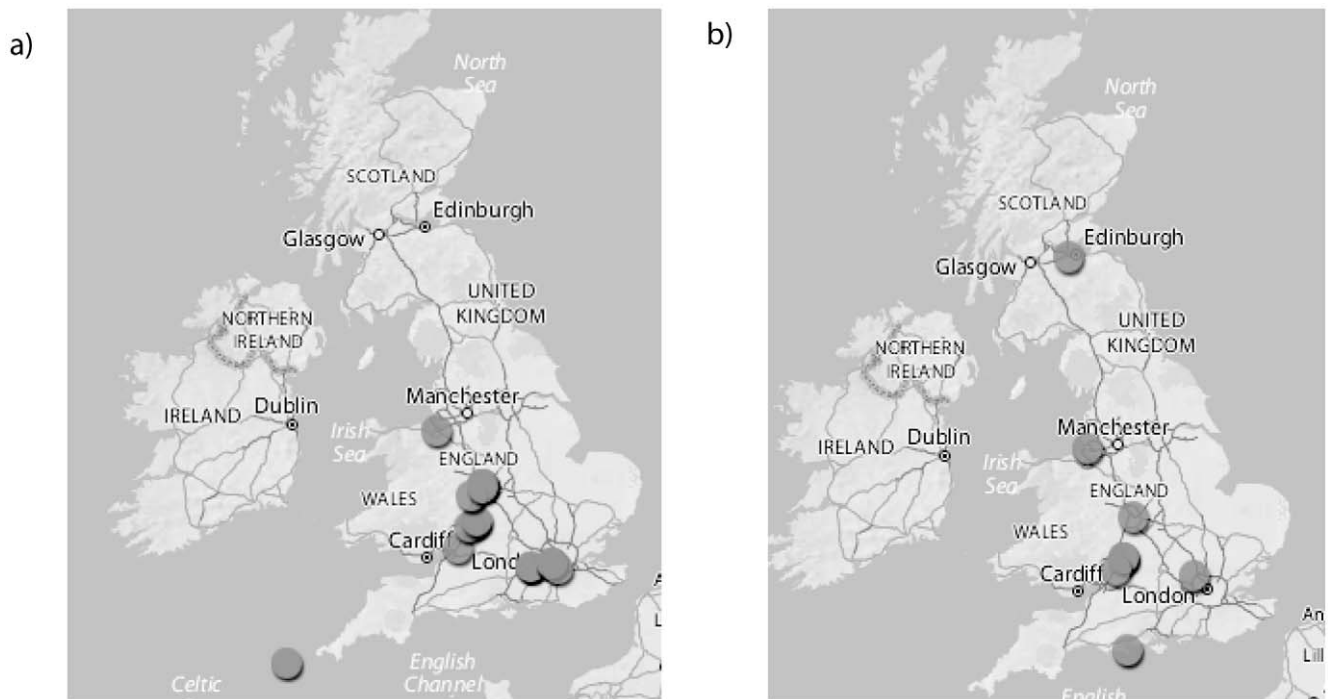 a)
North
Sea
SCOTLAND
Edinburgh
Glasgow
UNITED
KINGDOM
NORTHERN
IRELAND
Manchester
IRELAND
Dublin
Irish
Sea
ENGLAND
WALES
Cardiff
Lond
Celtic
English
Channel
A
L
b)
North
Sea
SCOTLAND
Edinburgh
Glasgow
UNITED
KINGDOM
NORTHERN
IRELAND
Manchester
IRELAND
Dublin
Irish
Sea
ENGLAND
WALES
Cardiff
London
An
Lill
English